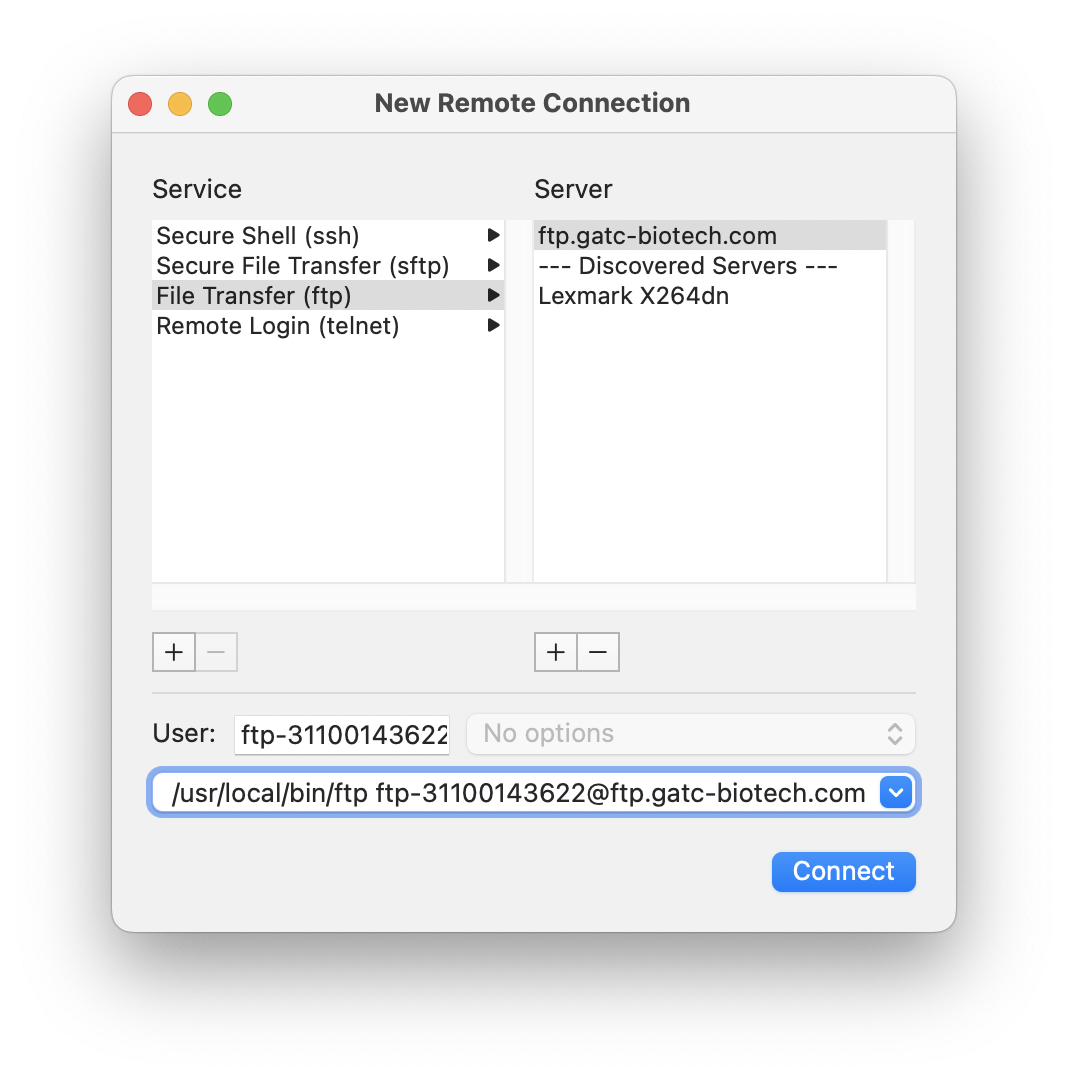 New Remote Connection
Service
Server
Secure Shell (ssh)
Secure File Transfer (sftp)
File Transfer (ftp)
Remote Login (telnet)
ftp.gatc-biotech.com
--- Discovered Servers ---
Lexmark X264dn
User:
ftp-31100143622
No options
/usr/local/bin/ftp ftp-31100143622@ftp.gatc-biotech.com
Connect